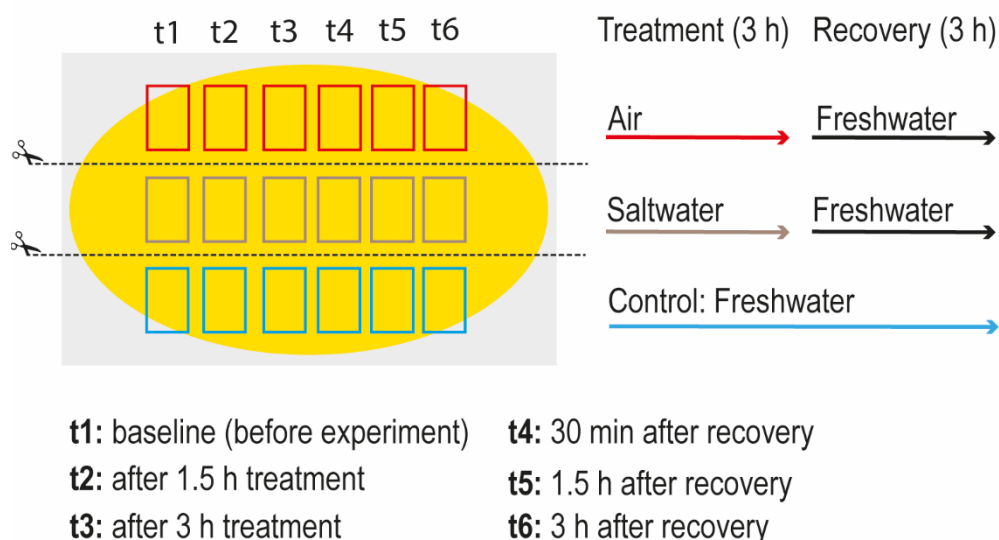 t1 t2 t3 t4 t5 t6
Treatment (3 h) Recovery (3 h)
Air Freshwater
Saltwater Freshwater
Control: Freshwater
t1: baseline (before experiment)
t2: after 1.5 h treatment
t3: after 3 h treatment
t4: 30 min after recovery
t5: 1.5 h after recovery
t6: 3 h after recovery